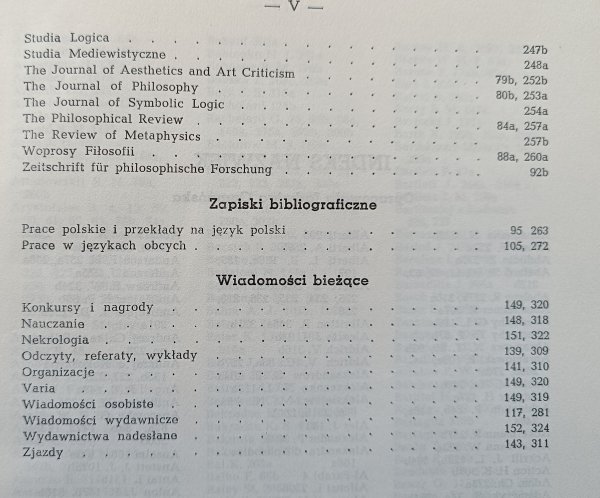 — V —
Studia Logica . . . . . . . . . . . . . . . 247b
Studia Mediewistyczne . . . . . . . . . . . . 248a
The Journal of Aesthetics and Art Criticism . . . . . . 79b, 252b
The Journal of Philosophy . . . . . . . . . . . 80b, 253a
The Journal of Symbolic Logic . . . . . . . . . . 254a
The Philosophical Review . . . . . . . . . . . 84a, 257a
The Review of Metaphysics . . . . . . . . . . . 257b
Woprosy Fiłosofii . . . . . . . . . . . . . . 88a, 260a
Zeitschrift für philosophische Forschung . . . . . . . 92b
Zapiski bibliograficzne
Prace polskie i przekłady na język polski . . . . . . . 95 263
Prace w językach obcych . . . . . . . . . . . . 105, 272
Wiadomości bieżące
Konkursy i nagrody . . . . . . . . . . . . . 149, 320
Nauczanie . . . . . . . . . . . . . . . . 148, 318
Nekrologia . . . . . . . . . . . . . . . . 151, 322
Odczyty, referaty, wykłady . . . . . . . . . . . 139, 309
Organizacje . . . . . . . . . . . . . . . . 141, 310
Varia . . . . . . . . . . . . . . . . . . 149, 320
Wiadomości osobiste . . . . . . . . . . . . . 149, 319
Wiadomości wydawnicze . . . . . . . . . . . . 117, 281
Wydawnictwa nadesłane . . . . . . . . . . . . 152, 324
Zjazdy . . . . . . . . . . . . . . . . . 143, 311